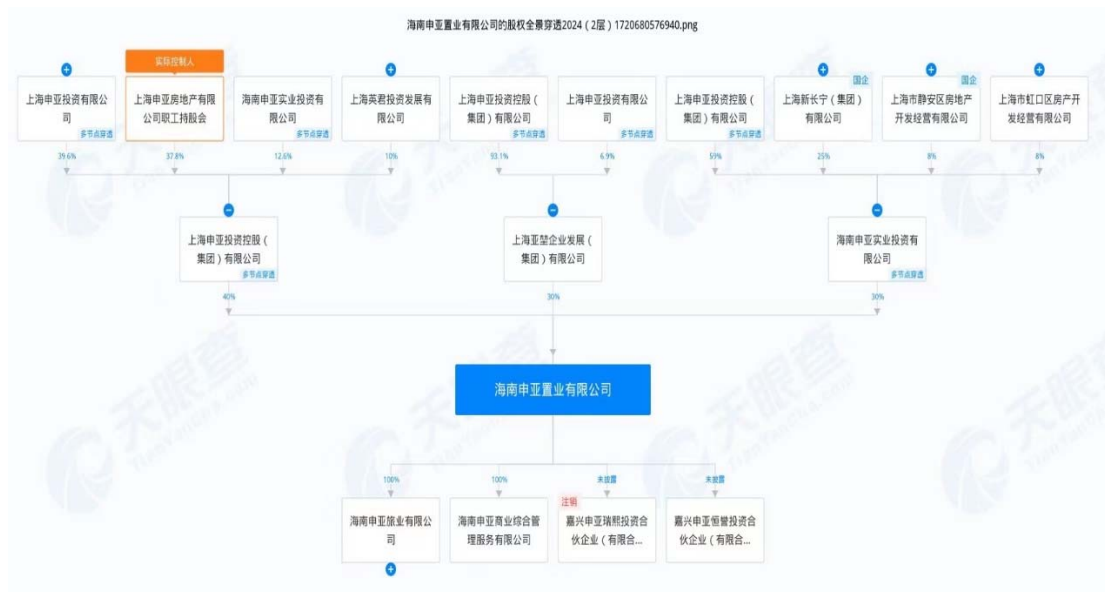 海南申亚置业有限公司的股权全景穿透2024（2层）1720680576940.png
实际控制人
上海申亚投资有限公
司
多节点穿透
上海申亚房地产有限
公司职工持股会
海南申亚实业投资有
限公司
多节点穿透
上海英君投资发展有
限公司
上海申亚投资控股（
集团）有限公司
多节点穿透
上海申亚投资有限公
司
多节点穿透
上海申亚投资控股（
集团）有限公司
多节点穿透
国企
上海新长宁（集团）
有限公司
国企
上海市静安区房地产
开发经营有限公司
上海市虹口区房产开
发经营有限公司
39.6%
37.8%
12.6%
10%
93.1%
6.9%
59%
25%
8%
8%
上海申亚投资控股（
集团）有限公司
多节点穿透
上海亚堃企业发展（
集团）有限公司
海南申亚实业投资有
限公司
多节点穿透
40%
30%
30%
海南申亚置业有限公司
100%
100%
未披露
未披露
海南申亚旅业有限公
司
海南申亚商业综合管
理服务有限公司
注销
嘉兴申亚瑞熙投资合
伙企业（有限合...
嘉兴申亚恒誉投资合
伙企业（有限合...
天眼查
TianYanCha.com